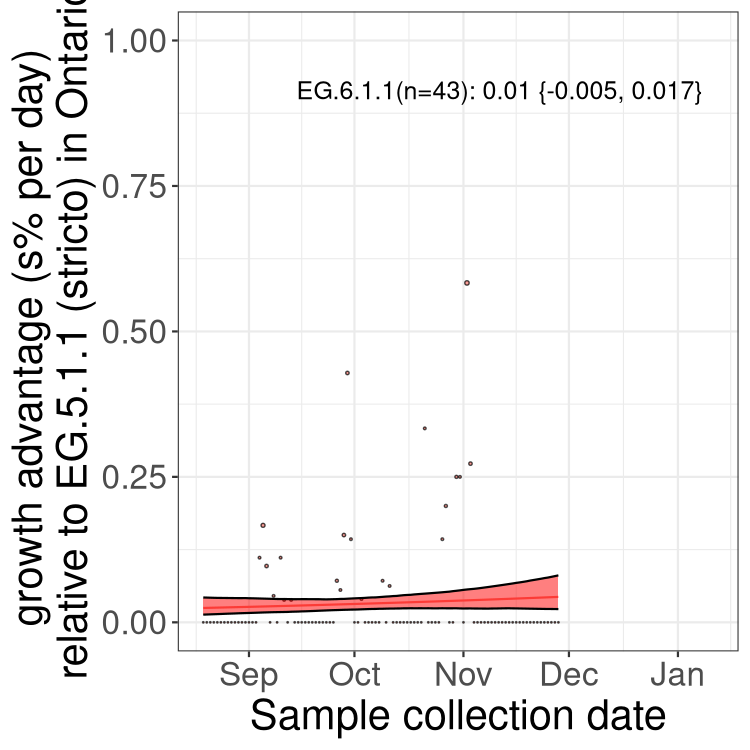 growth advantage (s% per day)
relative to EG.5.1.1 (stricto) in Ontario
1.00
0.75
0.50
0.25
0.00
EG.6.1.1(n=43): 0.01 {-0.005, 0.017}
Sep Oct Nov Dec Jan
Sample collection date